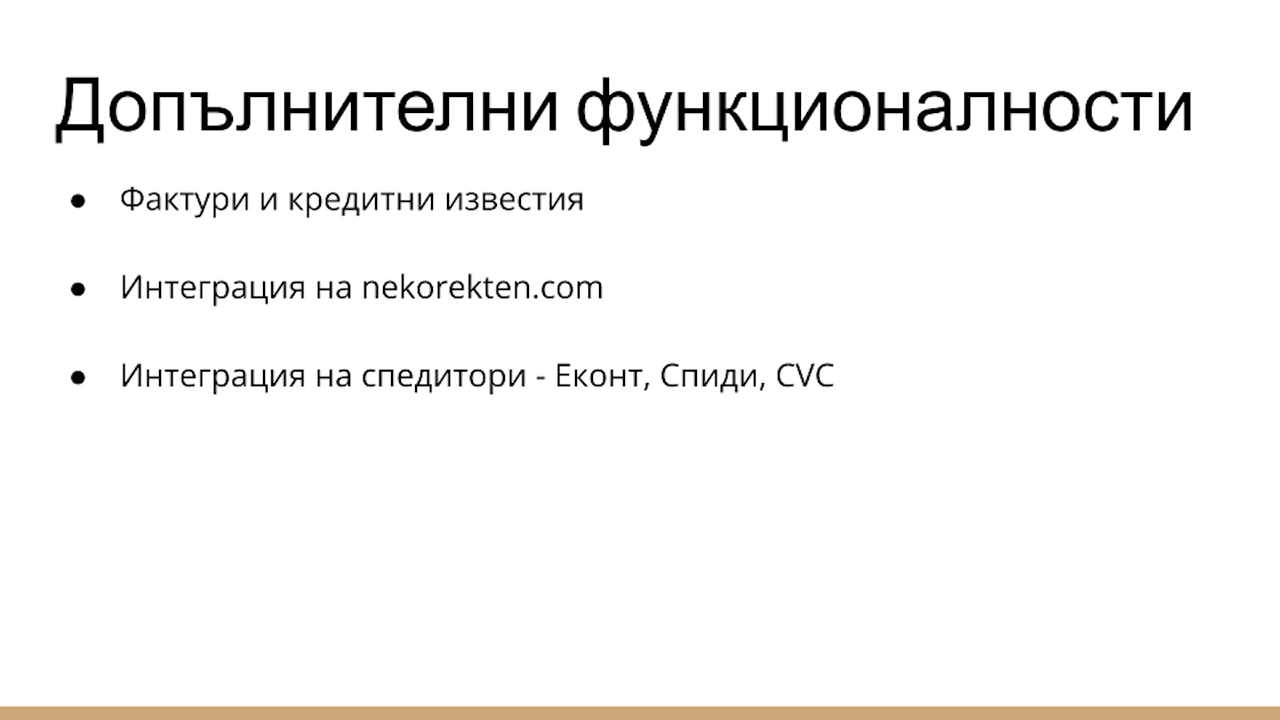 Допълнителни функционалности
● Фактури и кредитни известия
● Интеграция на nekorekten.com
● Интеграция на спедитори - Еконт, Спиди, CVC